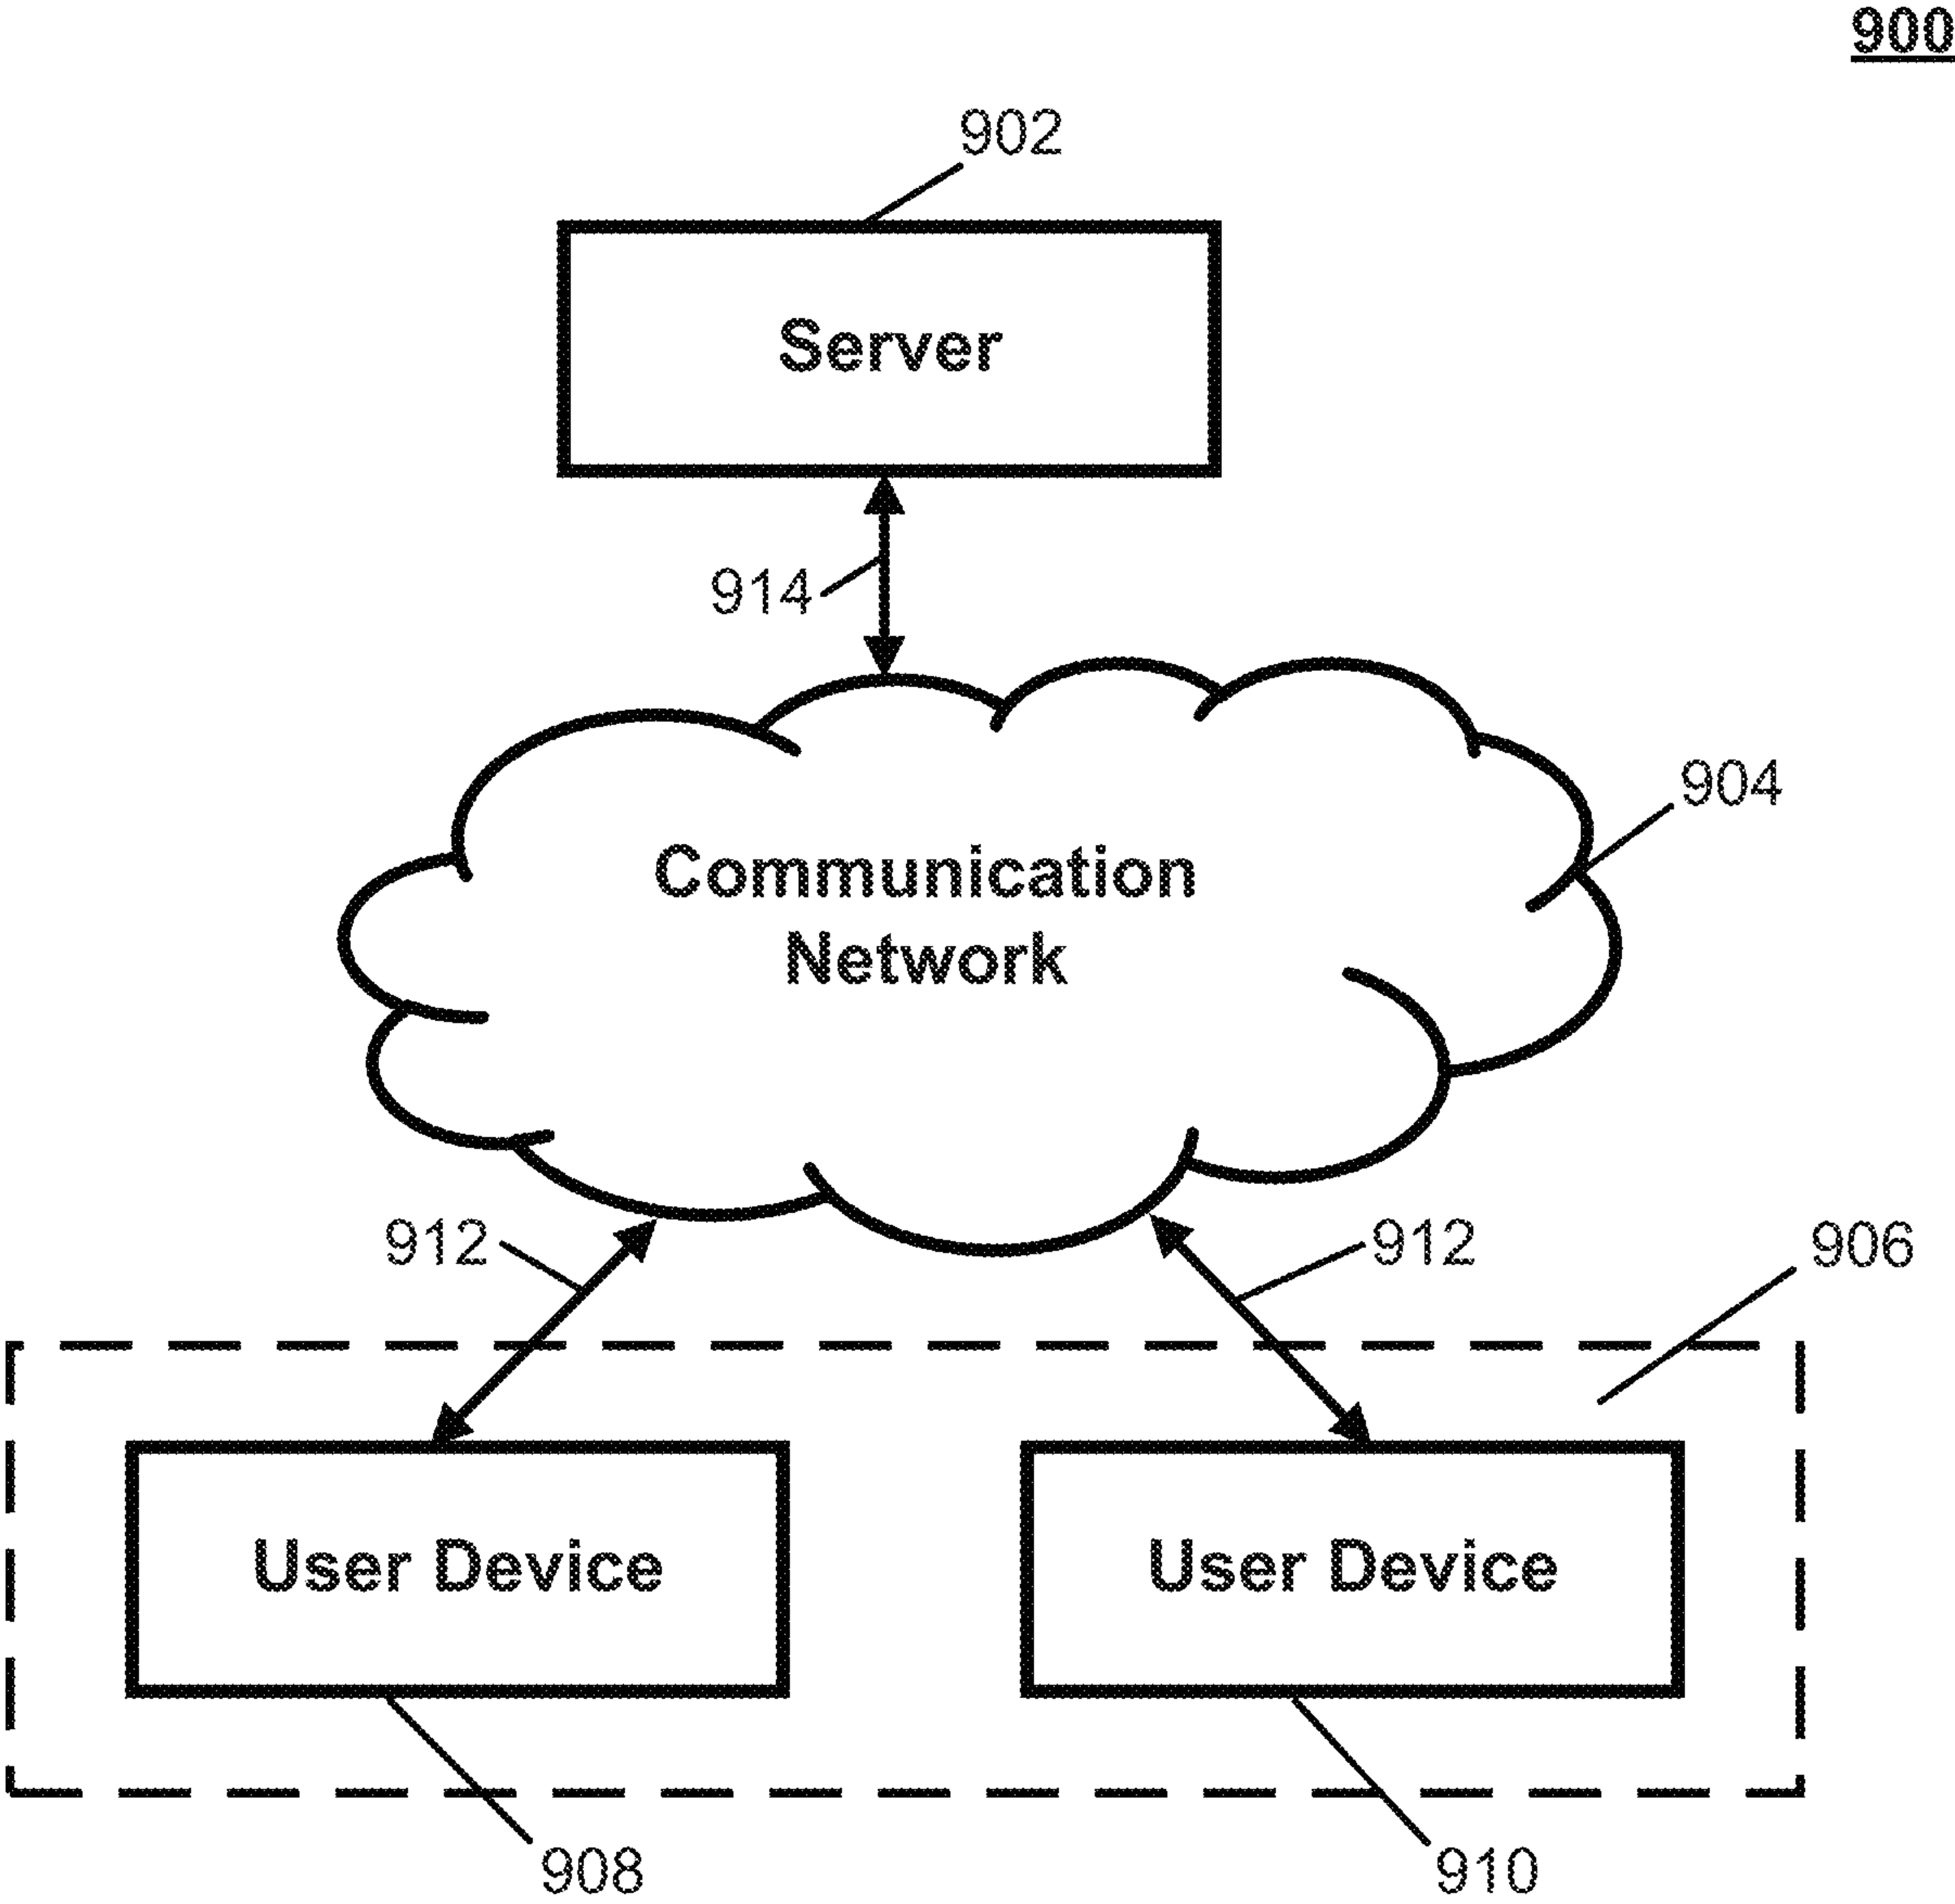 900
902
Server
914
904
Communication
Network
912
912
906
User Device
User Device
908
910